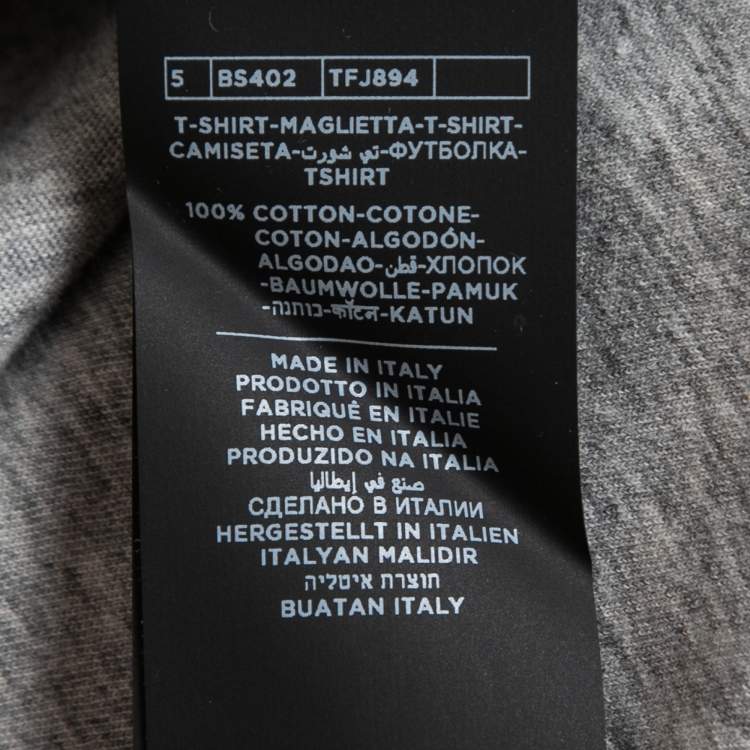 5 BS402 TFJ894
T-SHIRT-MAGLIETTA-T-SHIRT-
CAMISETA-تي شورت-ФУТБОЛКА-
TSHIRT
100% COTTON-COTONE-
COTON-ALGODÓN-
ALGODAO-قطن-ХЛОПОК
-BAUMWOLLE-PAMUK
-כותנה-कॉटन-KATUN
MADE IN ITALY
PRODOTTO IN ITALIA
FABRIQUÉ EN ITALIE
HECHO EN ITALIA
PRODUZIDO NA ITALIA
صنع في إيطاليا
СДЕЛАНО В ИТАЛИИ
HERGESTELLT IN ITALIEN
ITALYAN MALIDIR
תוצרת איטליה
BUATAN ITALY